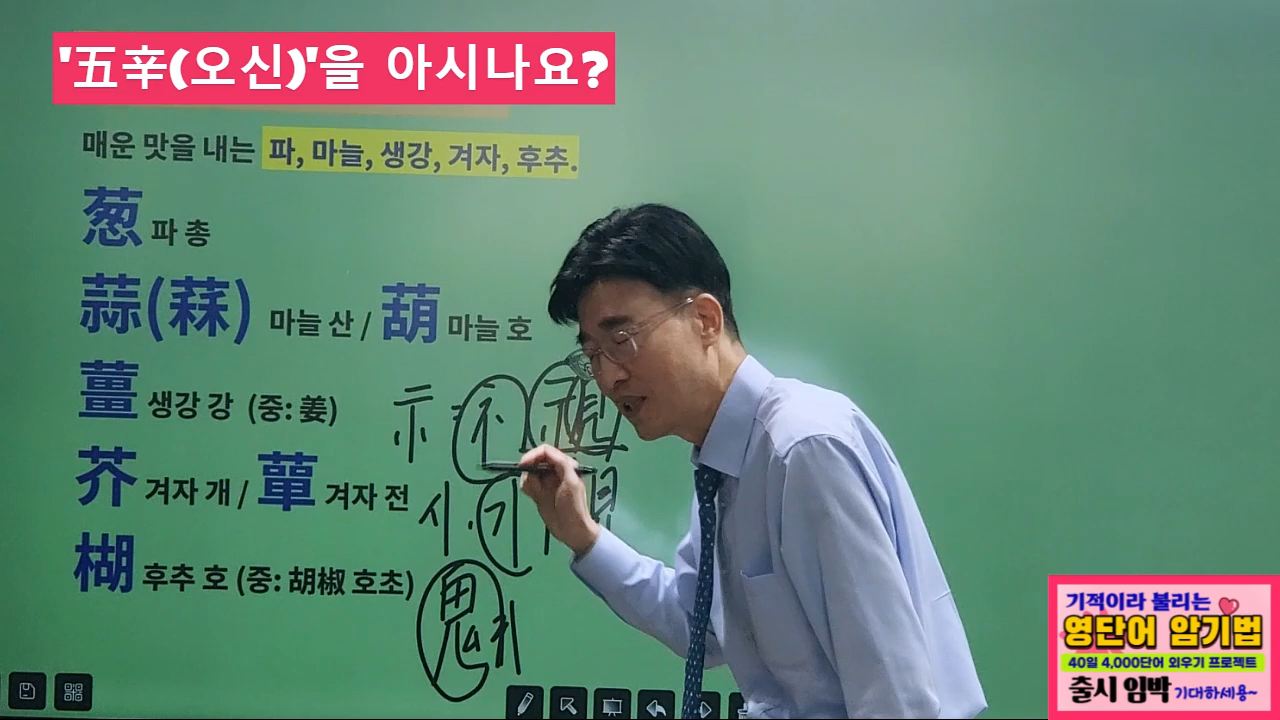 '五辛(오신)'을 아시나요?
매운 맛을 내는 파, 마늘, 생강, 겨자, 후추.
葱 파 총
蒜(蒜) 마늘 산 / 葫 마늘 호
薑 생강 강 (중: 姜)
芥 겨자 개 / 蕇 겨자 전
楜 후추 호 (중: 胡椒 호초)
示 視
鬼
기적이라 불리는
영단어 암기법
40일 4,000단어 외우기 프로젝트
출시 임박 기대하세용~